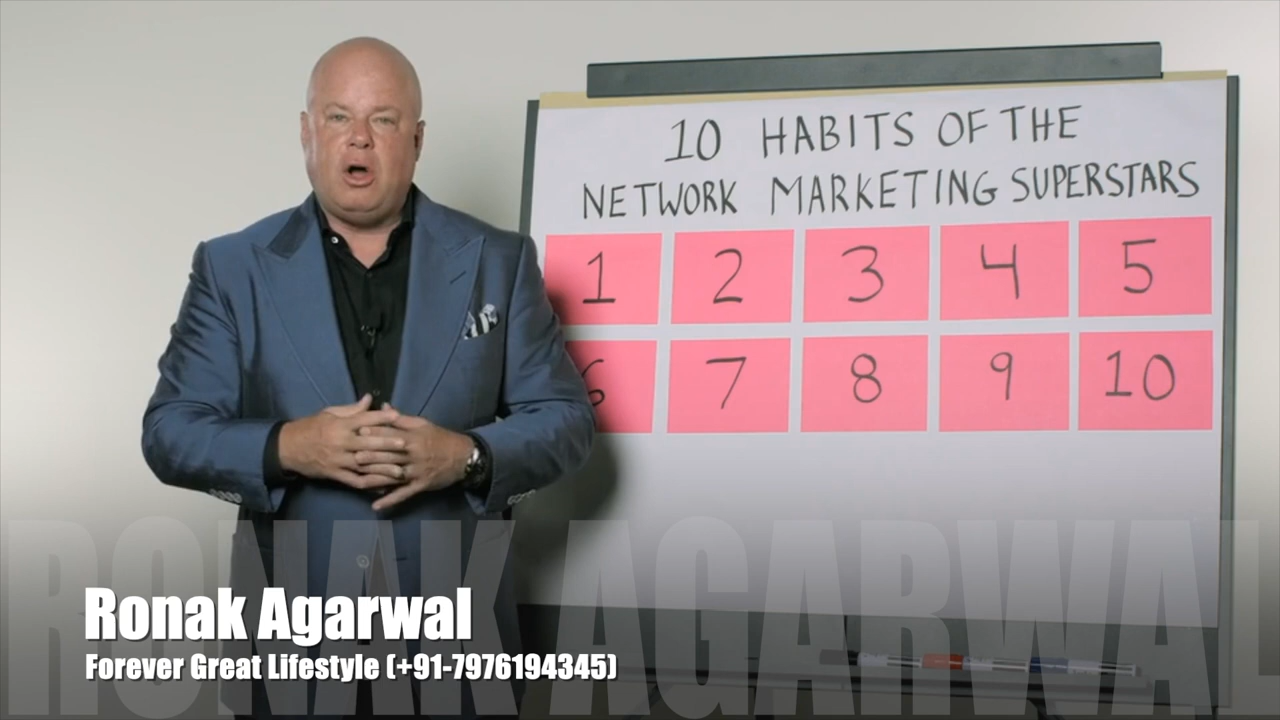 10 HABITS OF THE
NETWORK MARKETING SUPERSTARS
1 2 3 4 5
6 7 8 9 10
RONAK AGARWAL
Ronak Agarwal
Forever Great Lifestyle (+91-7976194345)